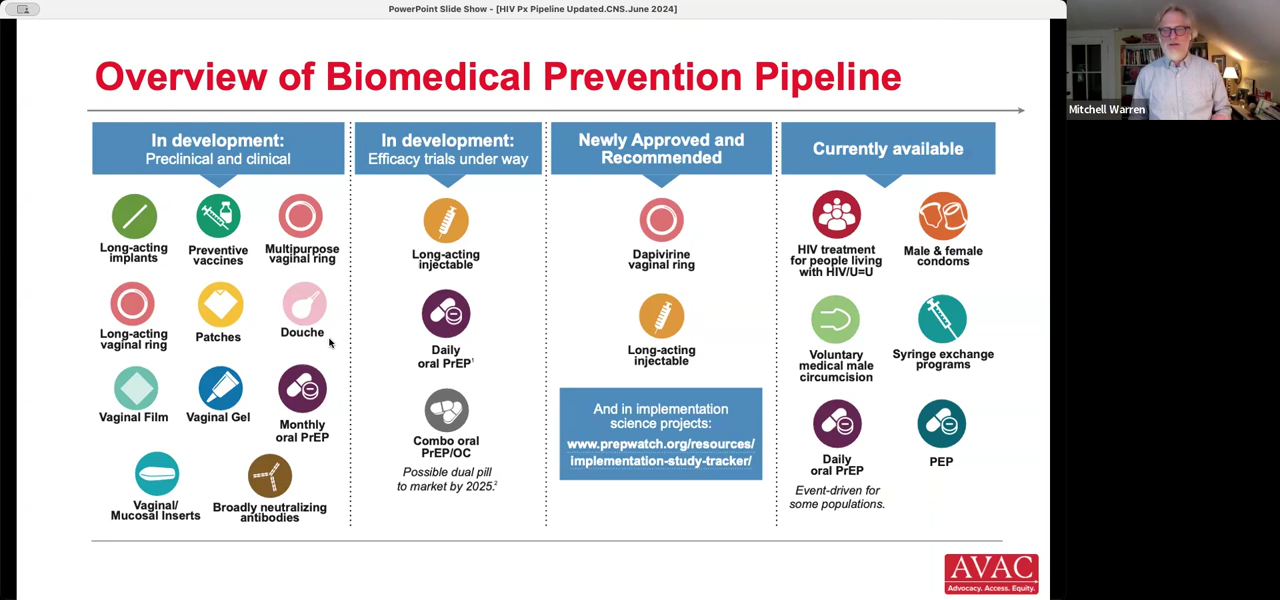 PowerPoint Slide Show - [HIV Px Pipeline Updated.CNS.June 2024]
Mitchell Warren
Overview of Biomedical Prevention Pipeline
In development:
Preclinical and clinical
Long-acting
implants
Preventive
vaccines
Multipurpose
vaginal ring
Long-acting
vaginal ring
Patches
Douche
Vaginal Film
Vaginal Gel
Monthly
oral PrEP
Vaginal/
Mucosal Inserts
Broadly neutralizing
antibodies
In development:
Efficacy trials under way
Long-acting
injectable
Daily
oral PrEP¹
Combo oral
PrEP/OC
Possible dual pill
to market by 2025.²
Newly Approved and
Recommended
Dapivirine
vaginal ring
Long-acting
injectable
And in implementation
science projects:
www.prepwatch.org/resources/
implementation-study-tracker/
Currently available
HIV treatment
for people living
with HIV/U=U
Male & female
condoms
Voluntary
medical male
circumcision
Syringe exchange
programs
Daily
oral PrEP
Event-driven for
some populations.
PEP
AVAC
Advocacy. Access. Equity.